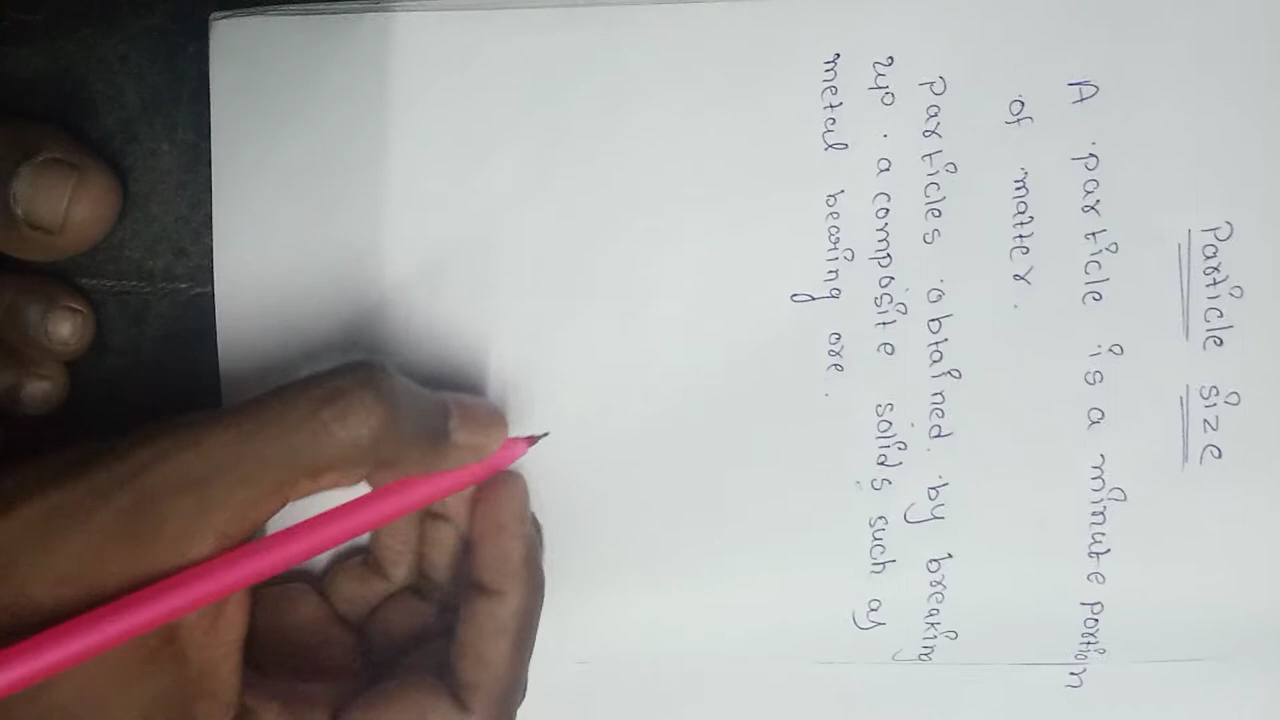 Particle size
A particle is a minute portion
of matter.
Particles obtained by breaking
up a composite solids such as
metal bearing ore.